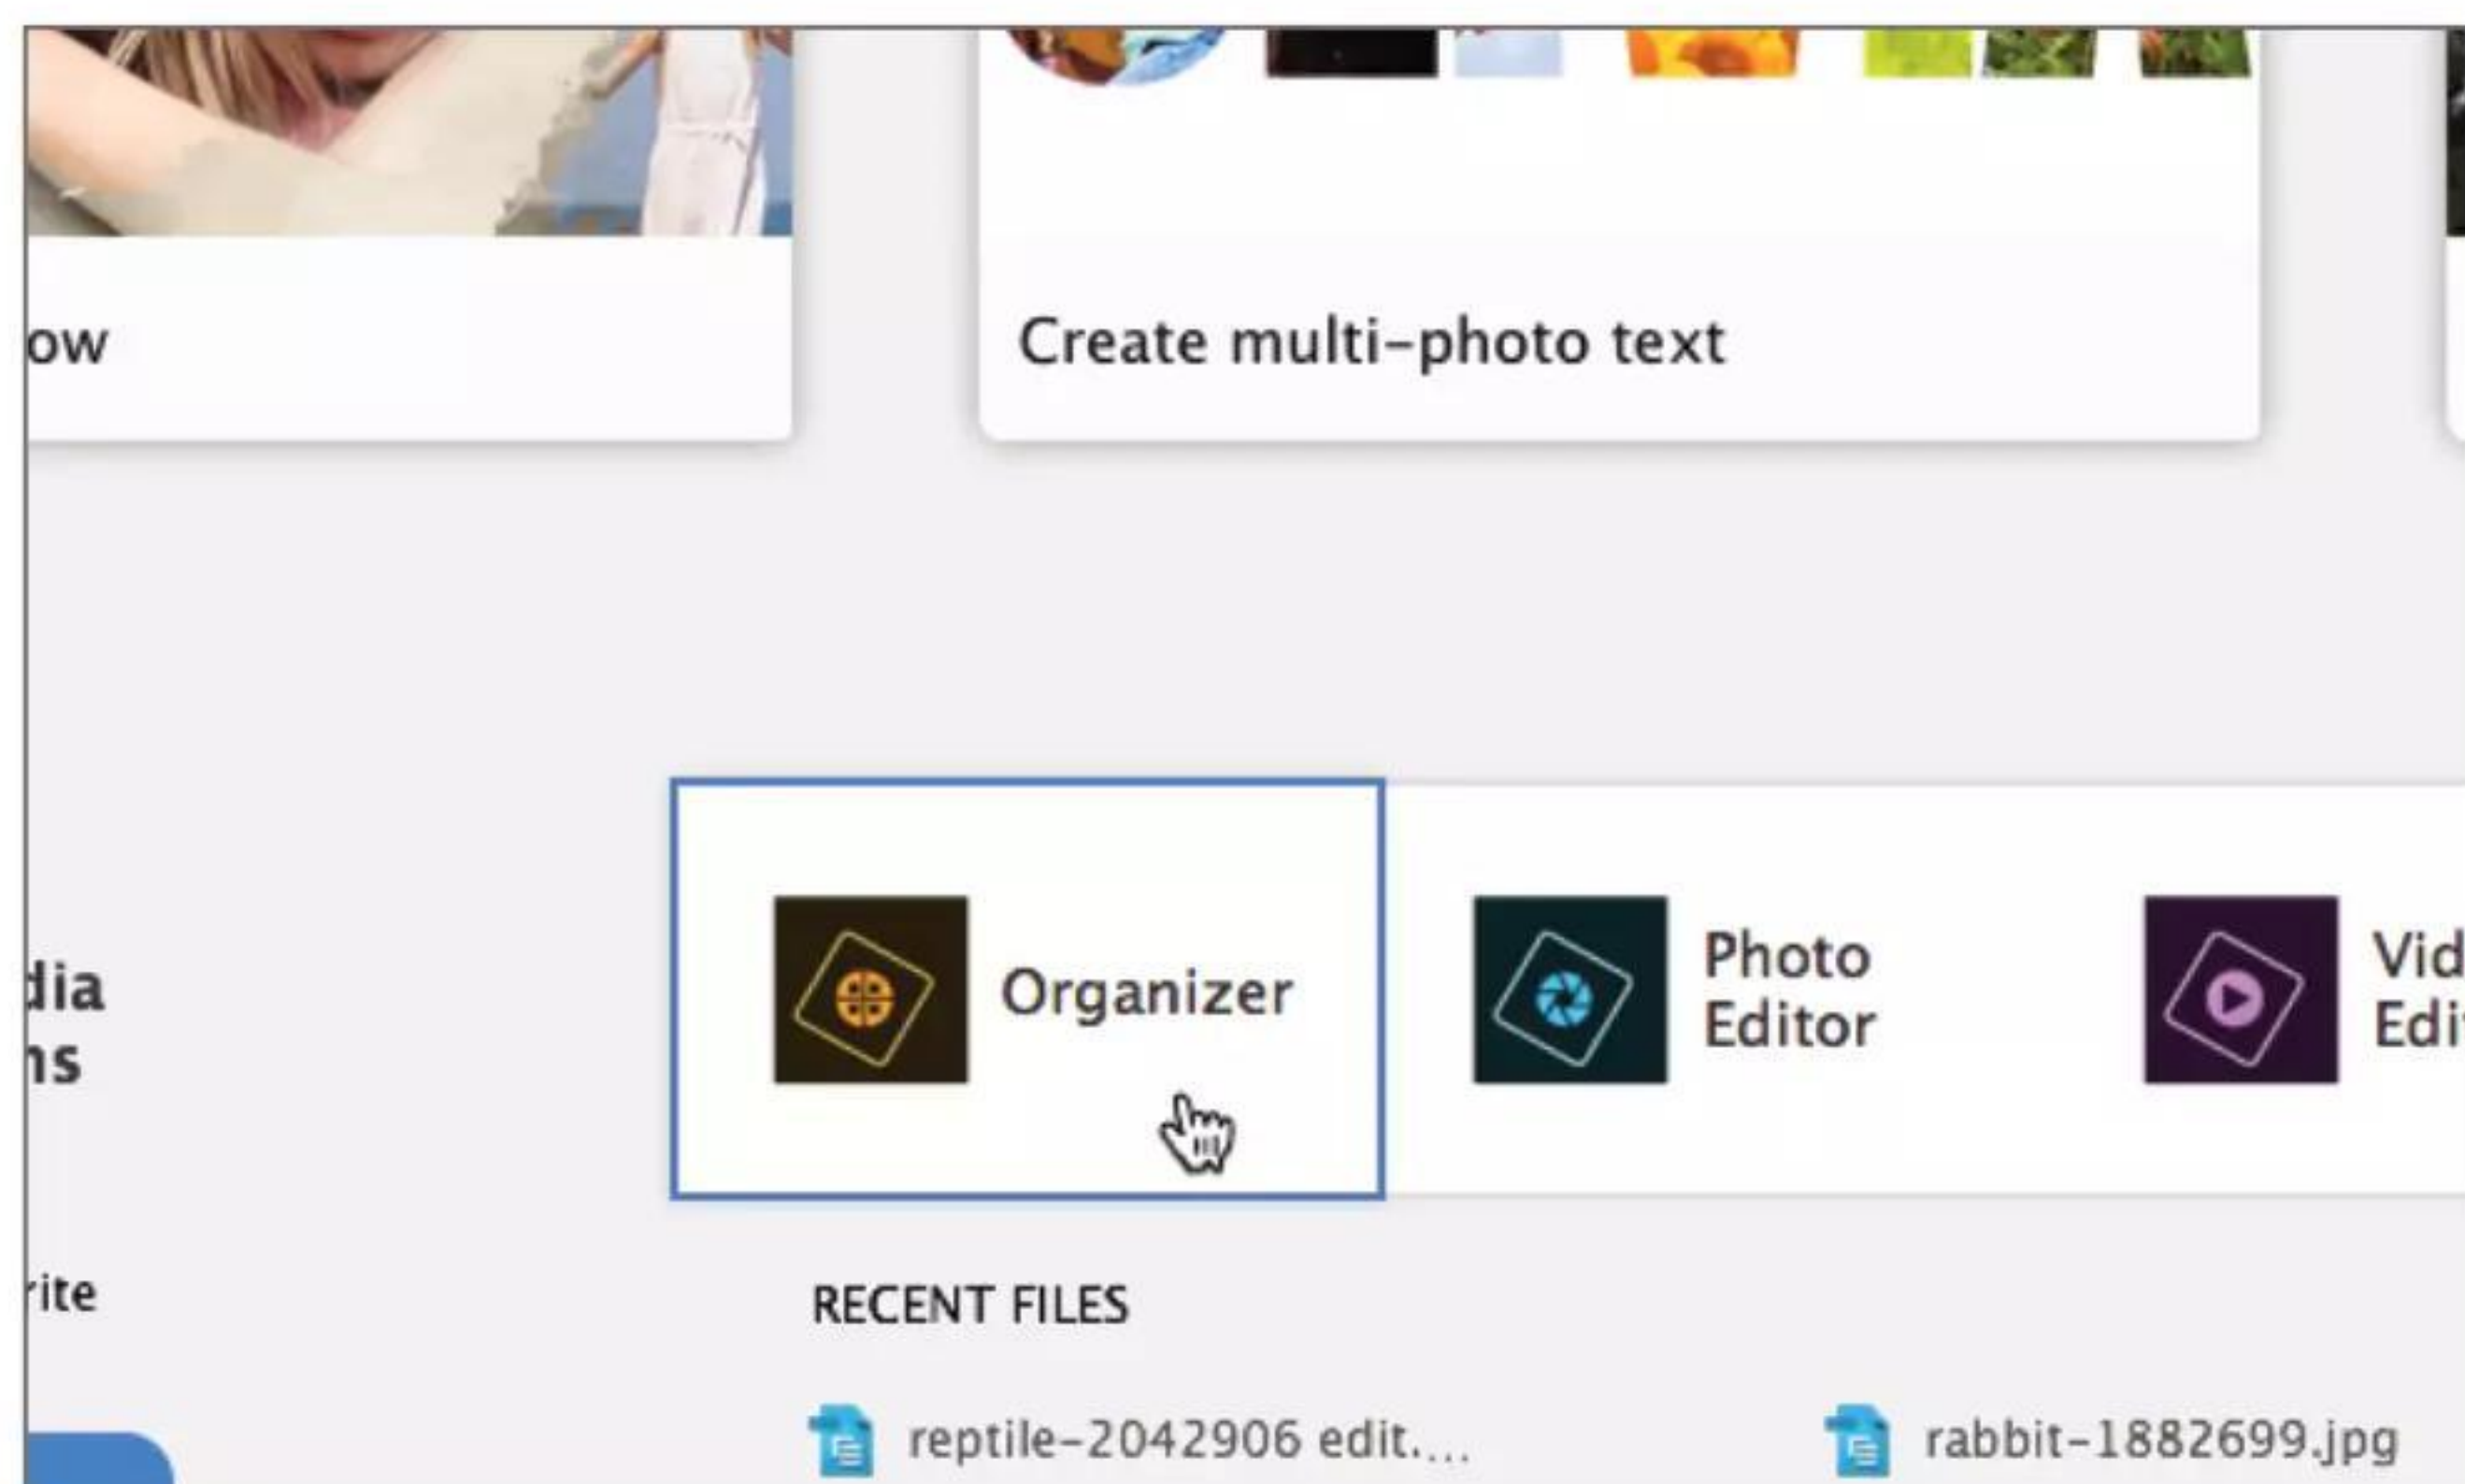 ow
Create multi-photo text
dia
ns
Organizer
Photo
Editor
Vid
Edi
rite
RECENT FILES
reptile-2042906 edit....
rabbit-1882699.jpg